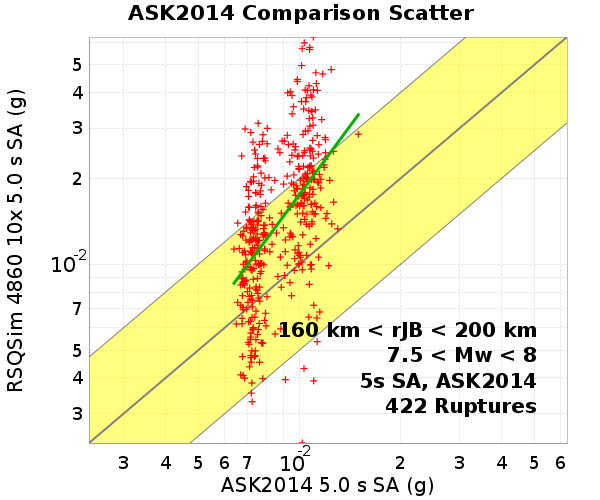 ASK2014 Comparison Scatter
RSQSim 4860 10x 5.0 s SA (g)
5
4
3
2
10-2
7
5
4
3
160 km < rJB < 200 km
7.5 < Mw < 8
5s SA, ASK2014
422 Ruptures
3 4 5 6 7 10-2 2 3 4 5 6
ASK2014 5.0 s SA (g)